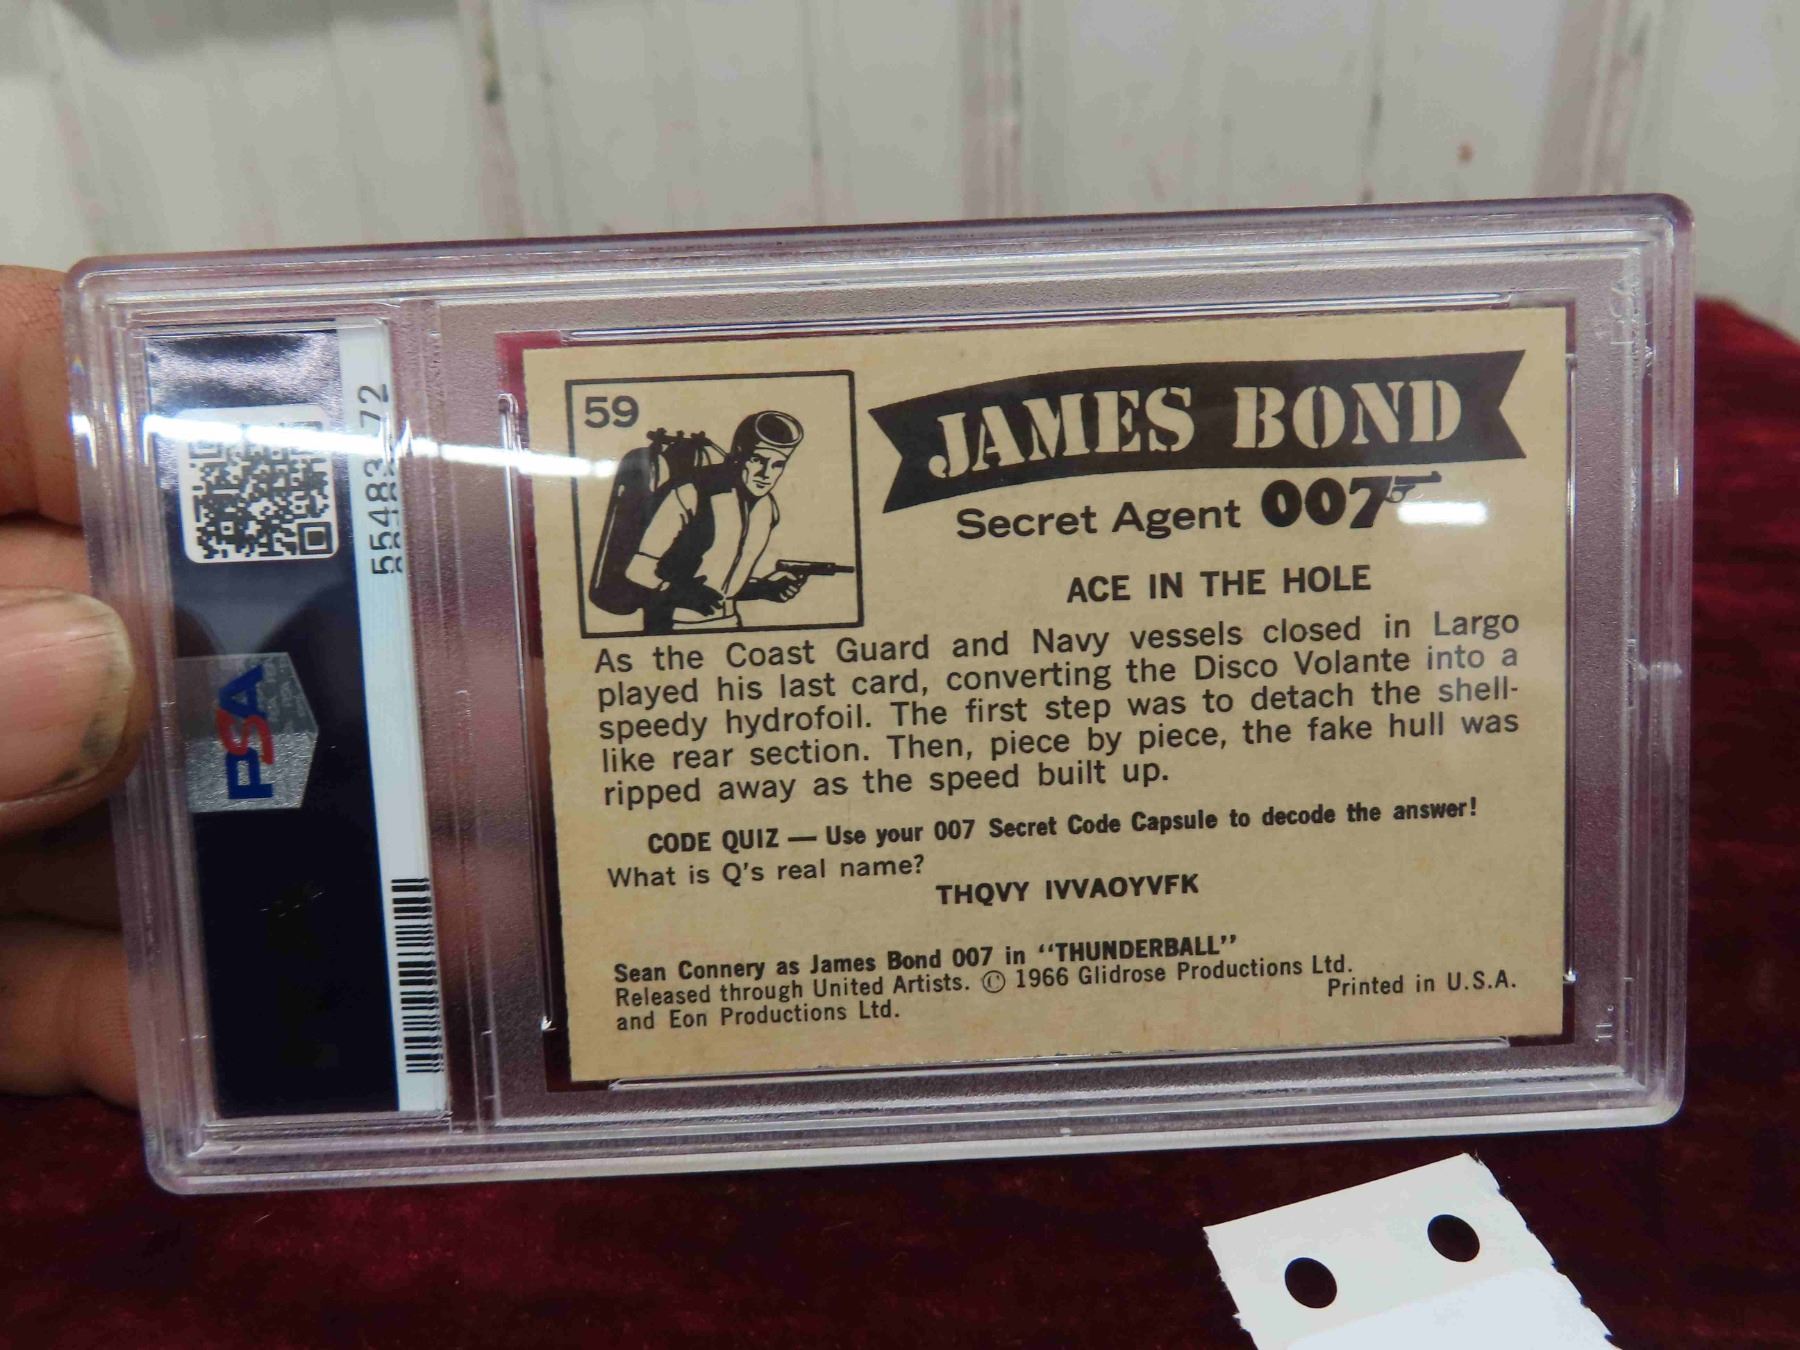 59
JAMES BOND
Secret Agent 007
ACE IN THE HOLE
As the Coast Guard and Navy vessels closed in Largo
played his last card, converting the Disco Volante into a
speedy hydrofoil. The first step was to detach the shell-
like rear section. Then, piece by piece, the fake hull was
ripped away as the speed built up.
CODE QUIZ — Use your 007 Secret Code Capsule to decode the answer!
What is Q's real name?
THQVY IVVAOYVFK
Sean Connery as James Bond 007 in "THUNDERBALL"
Released through United Artists. © 1966 Glidrose Productions Ltd.
and Eon Productions Ltd.
Printed in U.S.A.
PSA